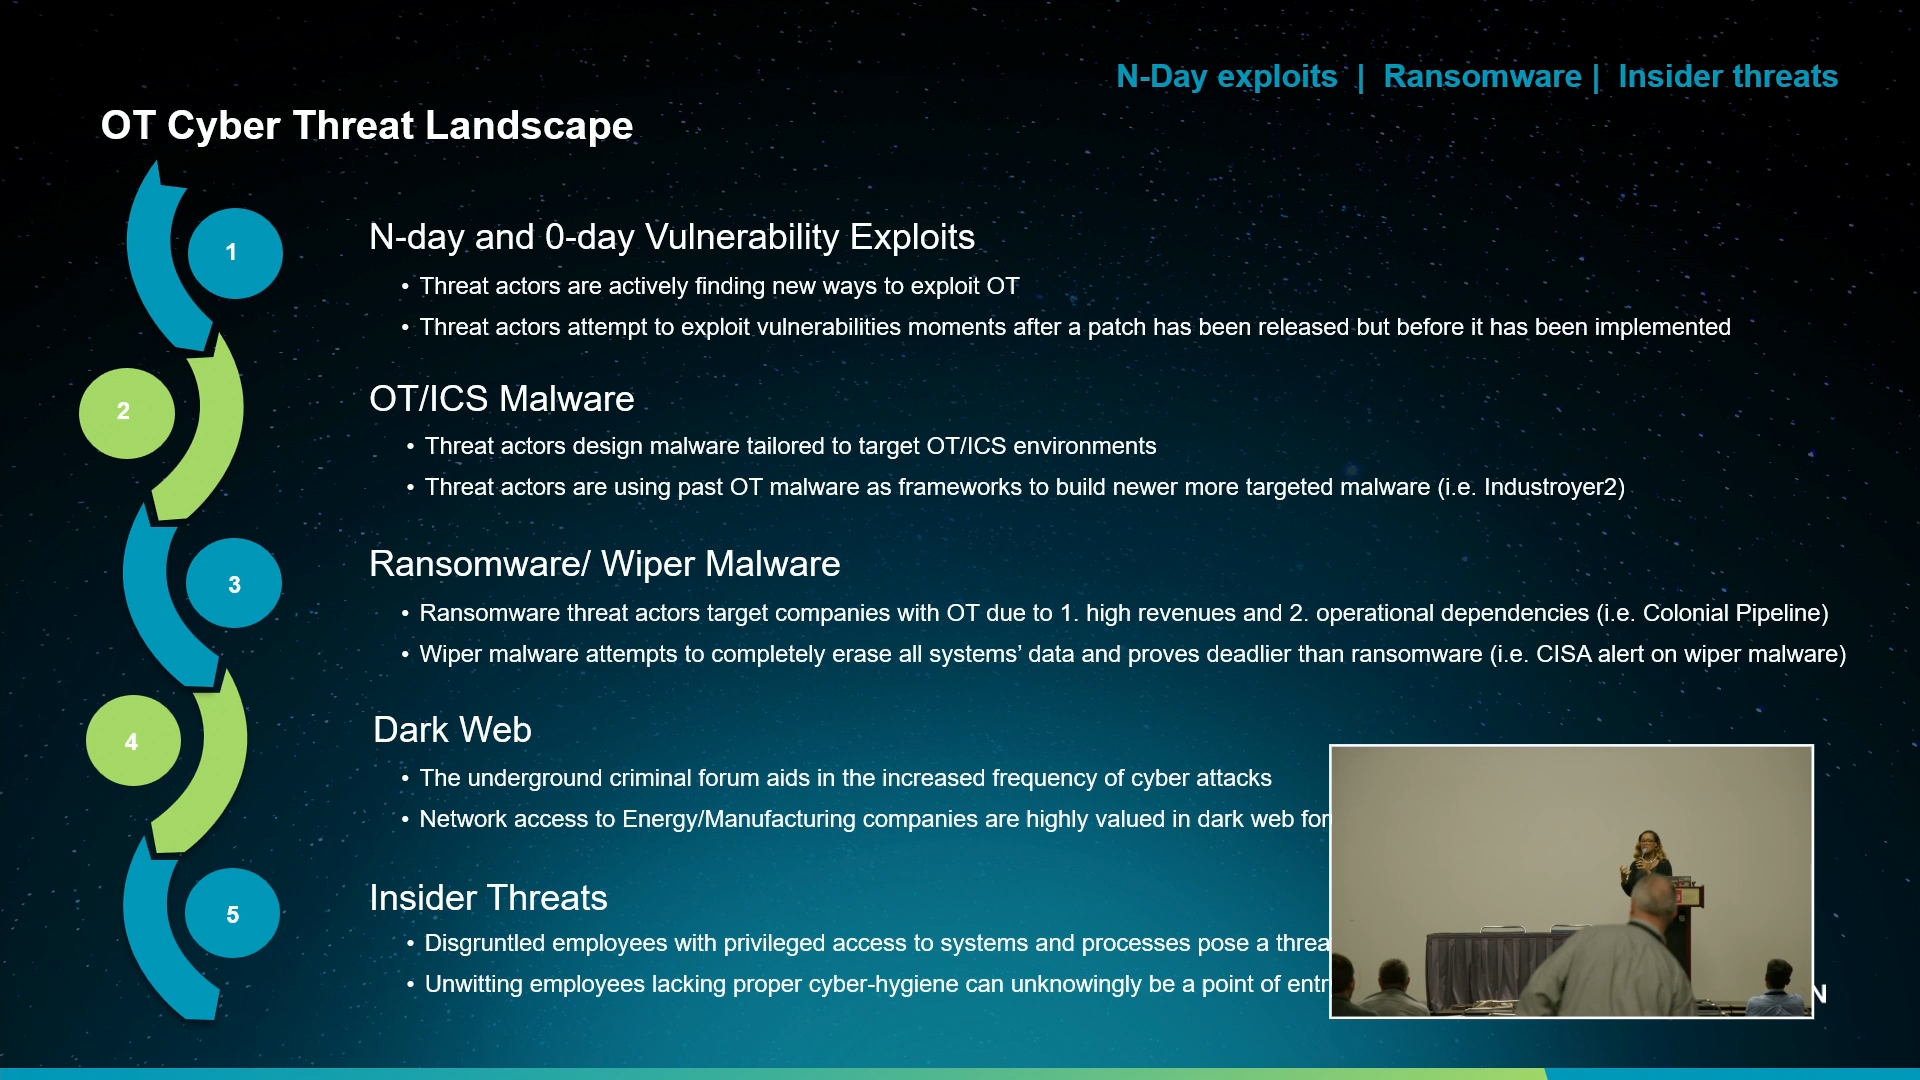 N-Day exploits | Ransomware | Insider threats
OT Cyber Threat Landscape
1
N-day and 0-day Vulnerability Exploits
• Threat actors are actively finding new ways to exploit OT
• Threat actors attempt to exploit vulnerabilities moments after a patch has been released but before it has been implemented
2
OT/ICS Malware
• Threat actors design malware tailored to target OT/ICS environments
• Threat actors are using past OT malware as frameworks to build newer more targeted malware (i.e. Industroyer2)
3
Ransomware/ Wiper Malware
• Ransomware threat actors target companies with OT due to 1. high revenues and 2. operational dependencies (i.e. Colonial Pipeline)
• Wiper malware attempts to completely erase all systems’ data and proves deadlier than ransomware (i.e. CISA alert on wiper malware)
4
Dark Web
• The underground criminal forum aids in the increased frequency of cyber attacks
• Network access to Energy/Manufacturing companies are highly valued in dark web for
5
Insider Threats
• Disgruntled employees with privileged access to systems and processes pose a threa
• Unwitting employees lacking proper cyber-hygiene can unknowingly be a point of entr
N